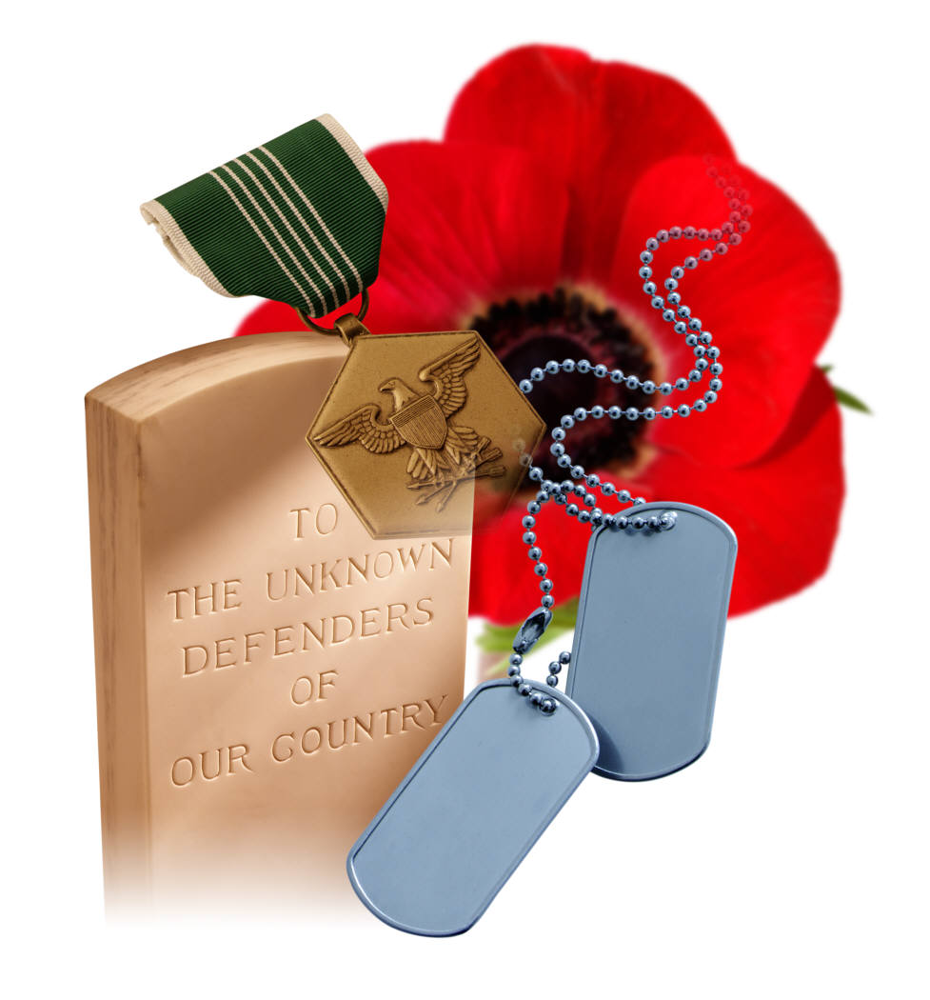 TO
THE UNKNOWN
DEFENDERS
OF
OUR COUNTRY